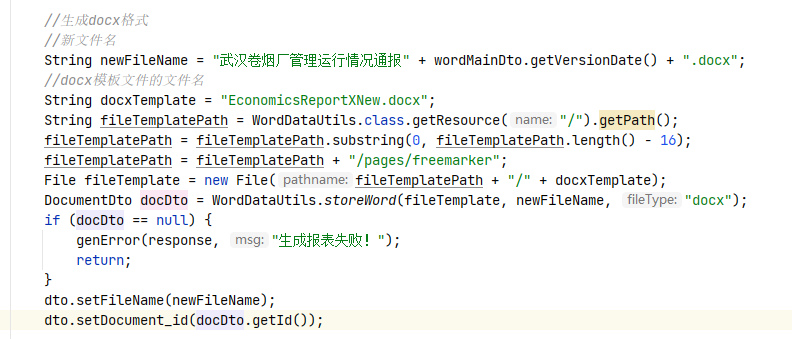 //生成docx格式
//新文件名
String newFileName = "武汉卷烟厂管理运行情况通报" + wordMainDto.getVersionDate() + ".docx";
//docx模板文件的文件名
String docxTemplate = "EconomicsReportXNew.docx";
String fileTemplatePath = WordDataUtils.class.getResource( name: "/").getPath();
fileTemplatePath = fileTemplatePath.substring(0, fileTemplatePath.length() - 16);
fileTemplatePath = fileTemplatePath + "/pages/freemarker";
File fileTemplate = new File( pathname: fileTemplatePath + "/" + docxTemplate);
DocumentDto docDto = WordDataUtils.storeWord(fileTemplate, newFileName, fileType: "docx");
if (docDto == null) {
genError(response, msg: "生成报表失败! ");
return;
}
dto.setFileName(newFileName);
dto.setDocument_id(docDto.getId());